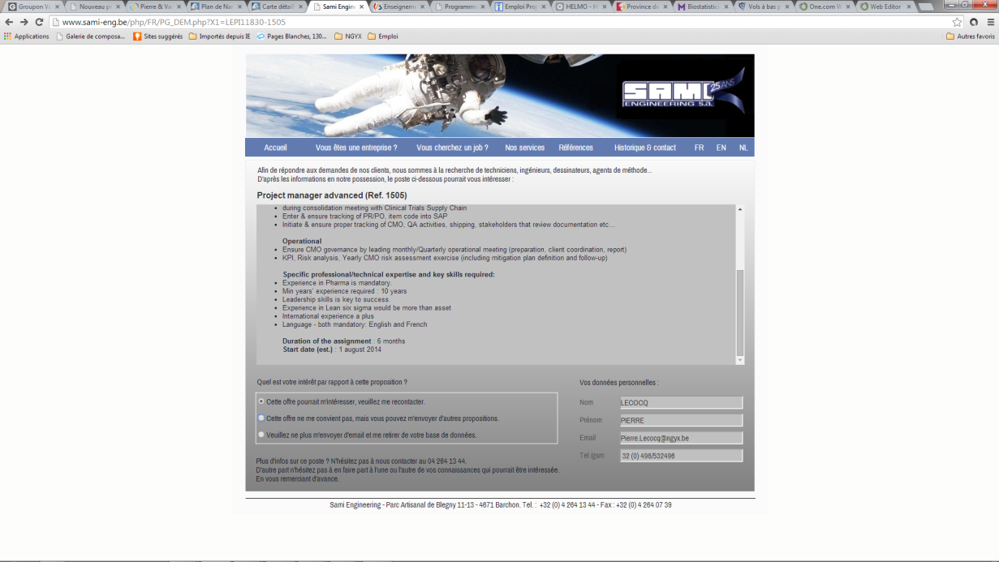 Groupon Vo
Nouveau pr
Pierre & Va
Plan de Nar
Carte détail
Sami Engin
Enseigneme
Programme
Emploi Proj
HELMO - H
Province de
Biostatistic
Vols à bas p
One.com W
Web Editor
www.sami-eng.be/php/FR/PG_DEM.php?X1=LEPI11830-1505
Applications
Galerie de composa...
Sites suggérés
Importés depuis IE
Pages Blanches, 130...
NGYX
Emploi
Autres favoris
SAMI
25 ANS
ENGINEERING S.A.
Accueil
Vous êtes une entreprise ?
Vous cherchez un job ?
Nos services
Références
Historique & contact
FR
EN
NL
Afin de répondre aux demandes de nos clients, nous sommes à la recherche de techniciens, ingénieurs, dessinateurs, agents de méthode...
D'après les informations en notre possession, le poste ci-dessous pourrait vous intéresser :
Project manager advanced (Ref. 1505)
• during consolidation meeting with Clinical Trials Supply Chain
• Enter & ensure tracking of PR/PO, item code into SAP
• Initiate & ensure proper tracking of CMO, QA activities, shipping, stakeholders that review documentation etc...
Operational
• Ensure CMO governance by leading monthly/Quarterly operational meeting (preparation, client coordination, report)
• KPI, Risk analysis, Yearly CMO risk assessment exercise (including mitigation plan definition and follow-up)
Specific professional/technical expertise and key skills required:
• Experience in Pharma is mandatory.
• Min years' experience required : 10 years
• Leadership skills is key to success.
• Experience in Lean six sigma would be more than asset
• International experience a plus
• Language - both mandatory: English and French
Duration of the assignment : 6 months
Start date (est.) : 1 august 2014
Quel est votre intérêt par rapport à cette proposition ?
Cette offre pourrait m'intéresser, veuillez me recontacter.
Cette offre ne me convient pas, mais vous pouvez m'envoyer d'autres propositions.
Veuillez ne plus m'envoyer d'email et me retirer de votre base de données.
Vos données personnelles :
Nom
LECOCQ
Prénom
PIERRE
Email
Pierre.Lecocq@ngyx.be
Tel /gsm
32 (0) 498/532496
Plus d'infos sur ce poste ? N'hésitez pas à nous contacter au 04 264 13 44.
D'autre part n'hésitez pas à en faire part à l'une ou l'autre de vos connaissances qui pourrait être intéressée.
En vous remerciant d'avance.
Sami Engineering - Parc Artisanal de Blegny 11-13 - 4671 Barchon. Tel. : +32 (0) 4 264 13 44 - Fax : +32 (0) 4 264 07 39